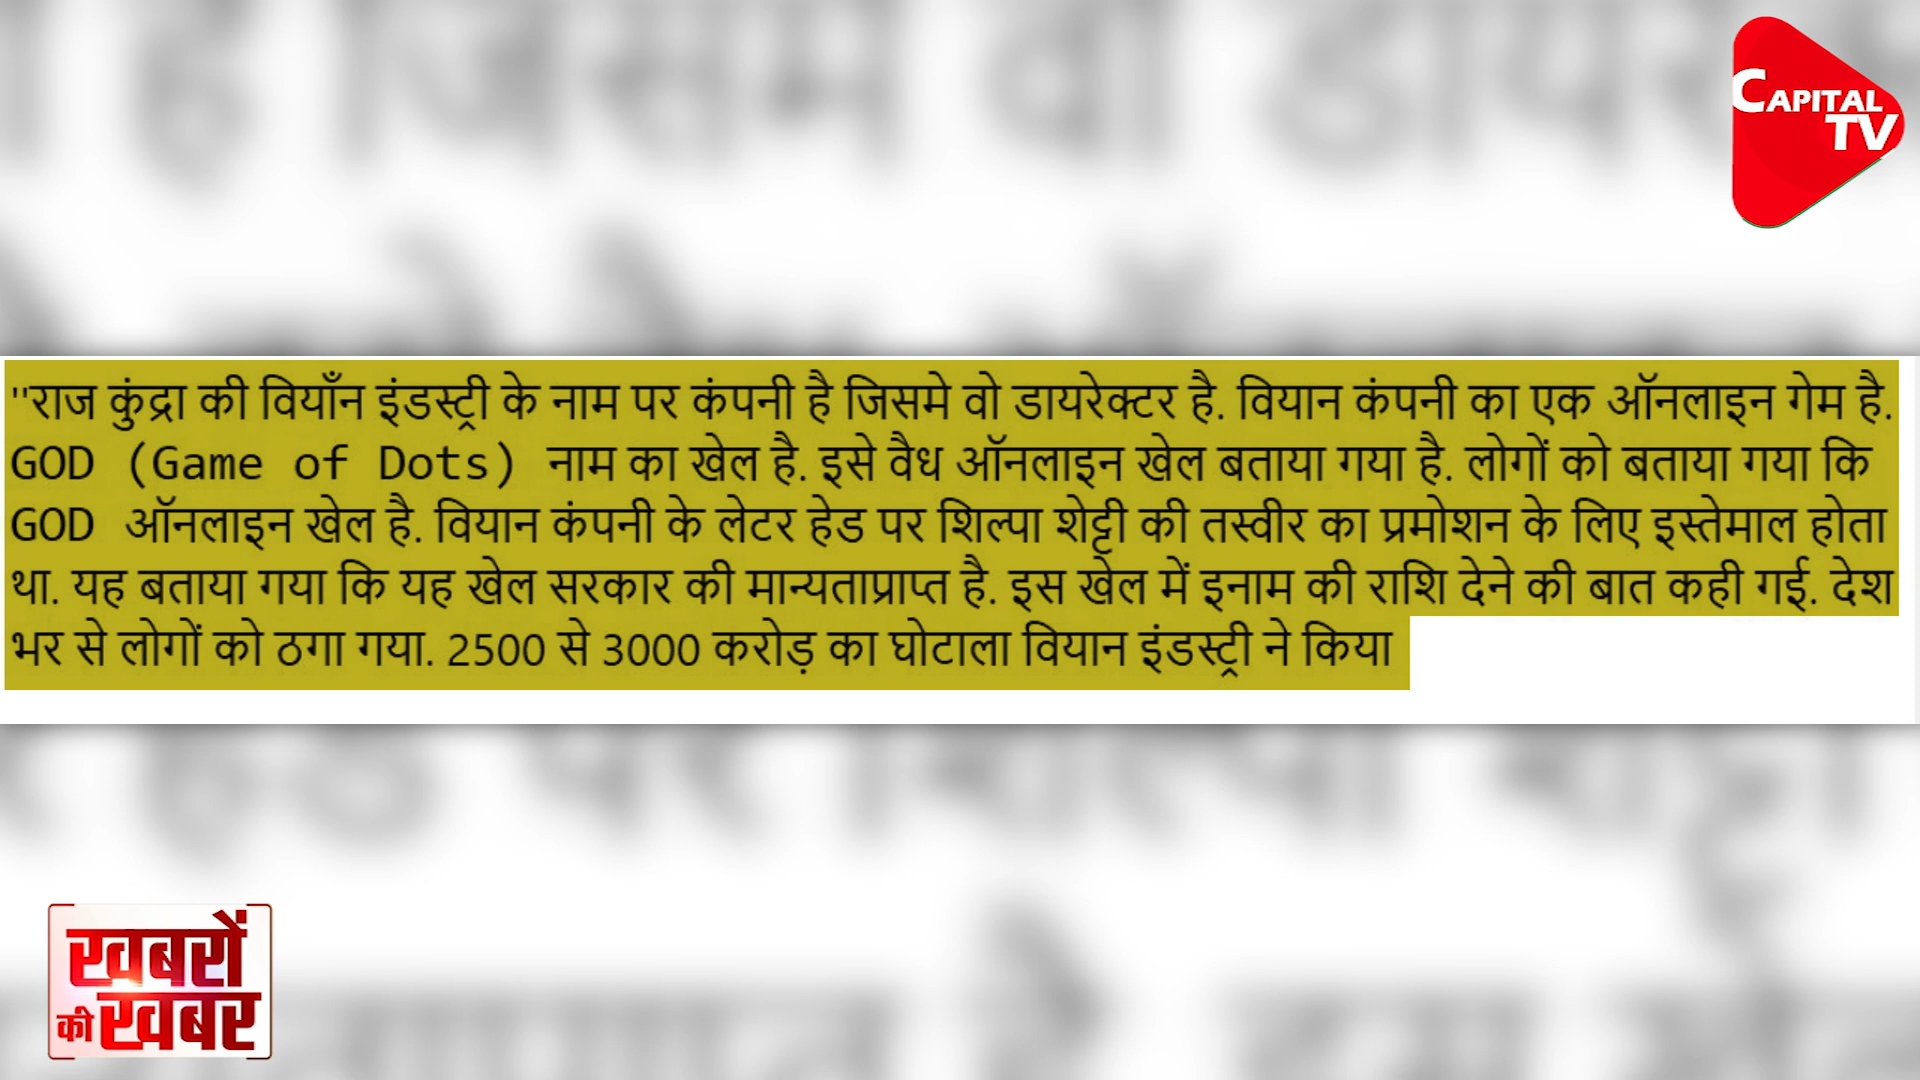 CAPITAL
TV
"राज कुंद्रा की वियाँन इंडस्ट्री के नाम पर कंपनी है जिसमे वो डायरेक्टर है. वियान कंपनी का एक ऑनलाइन गेम है.
GOD (Game of Dots) नाम का खेल है. इसे वैध ऑनलाइन खेल बताया गया है. लोगों को बताया गया कि
GOD ऑनलाइन खेल है. वियान कंपनी के लेटर हेड पर शिल्पा शेट्टी की तस्वीर का प्रमोशन के लिए इस्तेमाल होता
था. यह बताया गया कि यह खेल सरकार की मान्यताप्राप्त है. इस खेल में इनाम की राशि देने की बात कही गई. देश
भर से लोगों को ठगा गया. 2500 से 3000 करोड़ का घोटाला वियान इंडस्ट्री ने किया
खबरों
की खबर